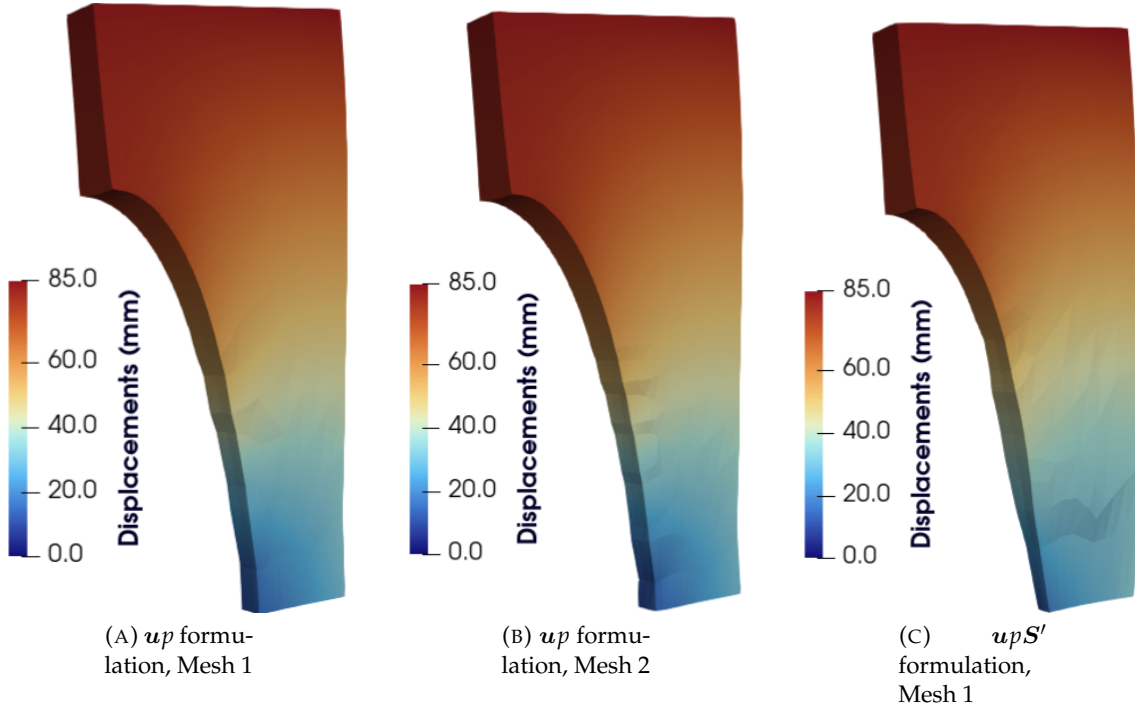 85.0
60.0
40.0
20.0
0.0
Displacements (mm)
85.0
60.0
40.0
20.0
0.0
Displacements (mm)
85.0
60.0
40.0
20.0
0.0
Displacements (mm)
(A) up formu-
lation, Mesh 1
(B) up formu-
lation, Mesh 2
(C) upS′
formulation,
Mesh 1